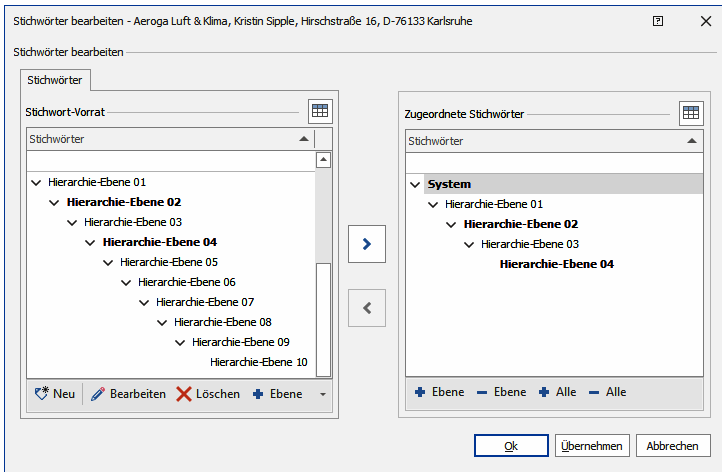 Stichwörter bearbeiten - Aeroga Luft & Klima, Kristin Sipple, Hirschstraße 16, D-76133 Karlsruhe
Stichwörter bearbeiten
Stichwörter
Stichwort-Vorrat
Stichwörter
Hierarchie-Ebene 01
Hierarchie-Ebene 02
Hierarchie-Ebene 03
Hierarchie-Ebene 04
Hierarchie-Ebene 05
Hierarchie-Ebene 06
Hierarchie-Ebene 07
Hierarchie-Ebene 08
Hierarchie-Ebene 09
Hierarchie-Ebene 10
Neu Bearbeiten Löschen Ebene
Zugeordnete Stichwörter
Stichwörter
System
Hierarchie-Ebene 01
Hierarchie-Ebene 02
Hierarchie-Ebene 03
Hierarchie-Ebene 04
Ebene Ebene Alle Alle
Ok Übernehmen Abbrechen